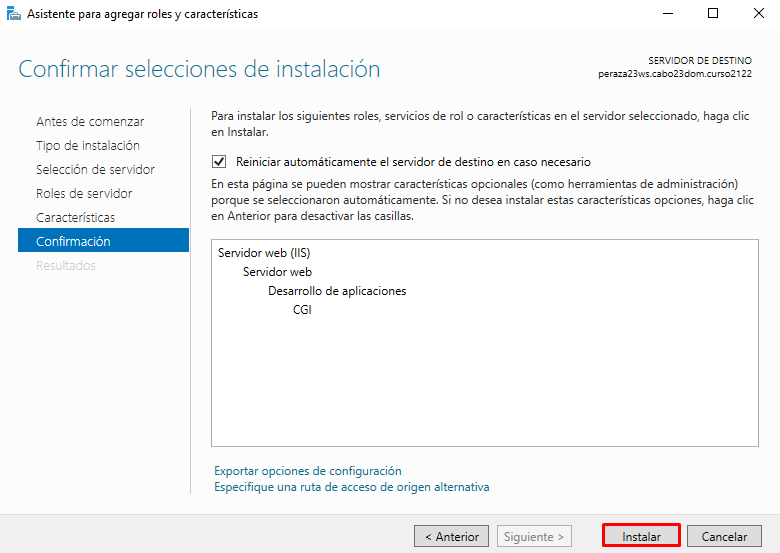 Asistente para agregar roles y características
Confirmar selecciones de instalación
SERVIDOR DE DESTINO
peraza23ws.cabo23dom.curso2122
Antes de comenzar
Tipo de instalación
Selección de servidor
Roles de servidor
Características
Confirmación
Resultados
Para instalar los siguientes roles, servicios de rol o características en el servidor seleccionado, haga clic
en Instalar.
Reiniciar automáticamente el servidor de destino en caso necesario
En esta página se pueden mostrar características opcionales (como herramientas de administración)
porque se seleccionaron automáticamente. Si no desea instalar estas características opciones, haga clic
en Anterior para desactivar las casillas.
Servidor web (IIS)
Servidor web
Desarrollo de aplicaciones
CGI
Exportar opciones de configuración
Especifique una ruta de acceso de origen alternativa
< Anterior
Siguiente >
Instalar
Cancelar